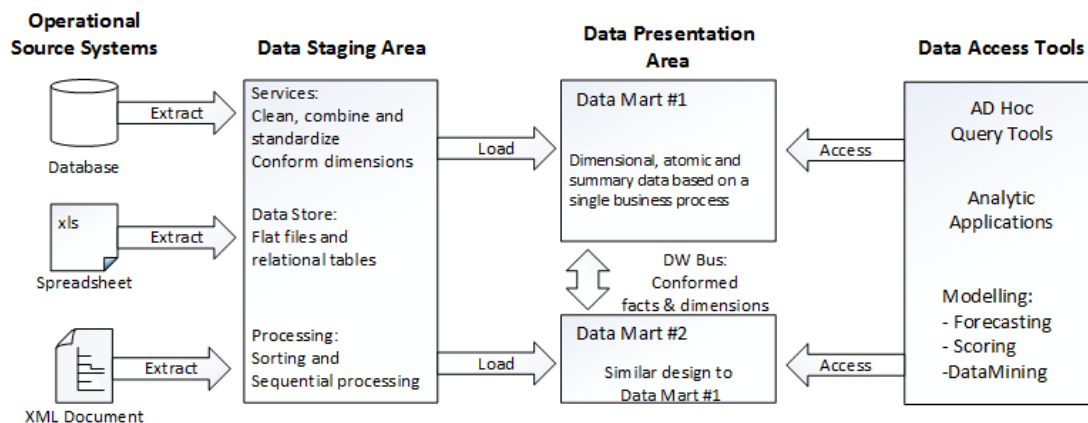 Operational
Source Systems
Data Staging Area
Data Presentation
Area
Data Access Tools
Database
xls
Spreadsheet
XML Document
Extract
Extract
Extract
Services:
Clean, combine and
standardize
Conform dimensions
Data Store:
Flat files and
relational tables
Processing:
Sorting and
Sequential processing
Load
Load
Data Mart #1
Dimensional, atomic and
summary data based on a
single business process
DW Bus:
Conformed
facts & dimensions
Data Mart #2
Similar design to
Data Mart #1
Access
Access
AD Hoc
Query Tools
Analytic
Applications
Modelling:
- Forecasting
- Scoring
-DataMining